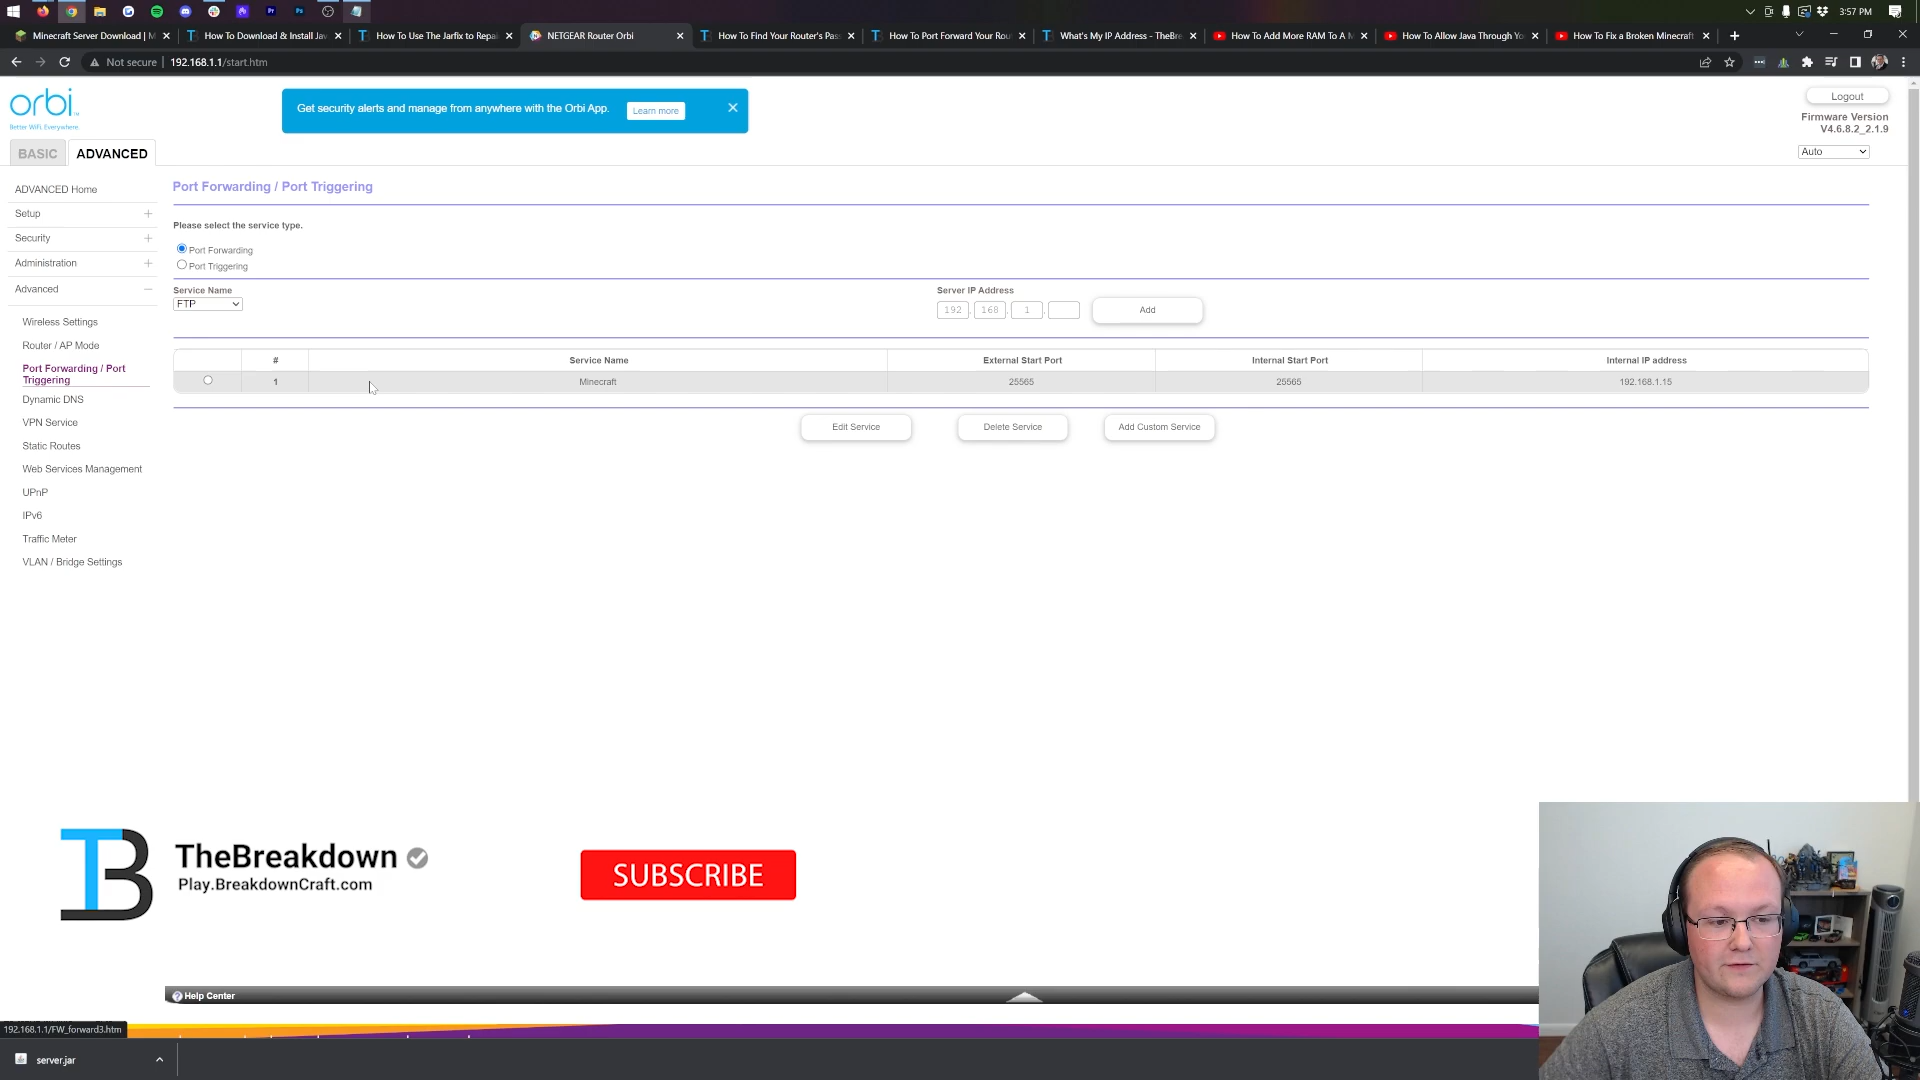 3:57 PM
Minecraft Server Download | M
How To Download & Install Jav
How To Use The Jarfix to Repai
NETGEAR Router Orbi
How To Find Your Router's Pas
How To Port Forward Your Rou
What's My IP Address - TheBre
How To Add More RAM To A M
How To Allow Java Through Yo
How To Fix a Broken Minecraft
Not secure
192.168.1.1/start.htm
orbi
Better WiFi. Everywhere.
Get security alerts and manage from anywhere with the Orbi App.
Learn more
Logout
Firmware Version
V4.6.8.2_2.1.9
Auto
BASIC
ADVANCED
ADVANCED Home
Setup
Security
Administration
Advanced
Wireless Settings
Router / AP Mode
Port Forwarding / Port
Triggering
Dynamic DNS
VPN Service
Static Routes
Web Services Management
UPnP
IPv6
Traffic Meter
VLAN / Bridge Settings
Port Forwarding / Port Triggering
Please select the service type.
Port Forwarding
Port Triggering
Service Name
FTP
Server IP Address
192 . 168 . 1 .
Add
# Service Name External Start Port Internal Start Port Internal IP address
1 Minecraft 25565 25565 192.168.1.15
Edit Service
Delete Service
Add Custom Service
TB
TheBreakdown
Play.BreakdownCraft.com
SUBSCRIBE
Help Center
192.168.1.1/FW_forward3.htm
server.jar